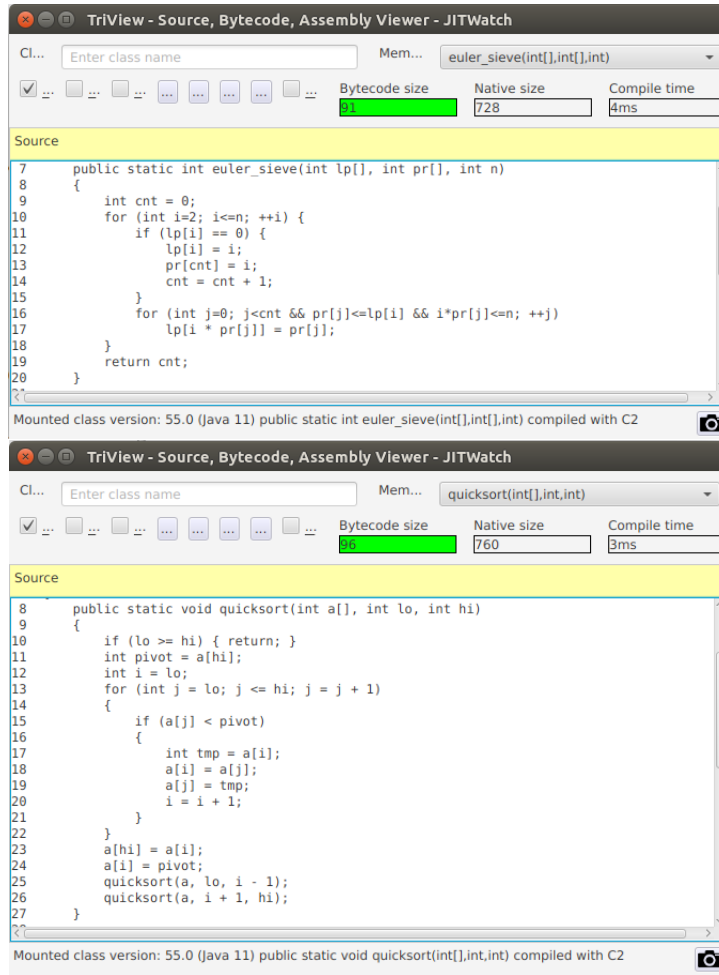 TriView - Source, Bytecode, Assembly Viewer - JITWatch
Cl... Enter class name Mem... euler_sieve(int[],int[],int)
... ... ... ... ... ... ... ... Bytecode size Native size Compile time
91 728 4ms
Source
7 public static int euler_sieve(int lp[], int pr[], int n)
8 {
9 int cnt = 0;
10 for (int i=2; i<=n; ++i) {
11 if (lp[i] == 0) {
12 lp[i] = i;
13 pr[cnt] = i;
14 cnt = cnt + 1;
15 }
16 for (int j=0; j<cnt && pr[j]<=lp[i] && i*pr[j]<=n; ++j)
17 lp[i * pr[j]] = pr[j];
18 }
19 return cnt;
20 }
Mounted class version: 55.0 (Java 11) public static int euler_sieve(int[],int[],int) compiled with C2
TriView - Source, Bytecode, Assembly Viewer - JITWatch
Cl... Enter class name Mem... quicksort(int[],int,int)
... ... ... ... ... ... ... ... Bytecode size Native size Compile time
96 760 3ms
Source
8 public static void quicksort(int a[], int lo, int hi)
9 {
10 if (lo >= hi) { return; }
11 int pivot = a[hi];
12 int i = lo;
13 for (int j = lo; j <= hi; j = j + 1)
14 {
15 if (a[j] < pivot)
16 {
17 int tmp = a[i];
18 a[i] = a[j];
19 a[j] = tmp;
20 i = i + 1;
21 }
22 }
23 a[hi] = a[i];
24 a[i] = pivot;
25 quicksort(a, lo, i - 1);
26 quicksort(a, i + 1, hi);
27 }
Mounted class version: 55.0 (Java 11) public static void quicksort(int[],int,int) compiled with C2